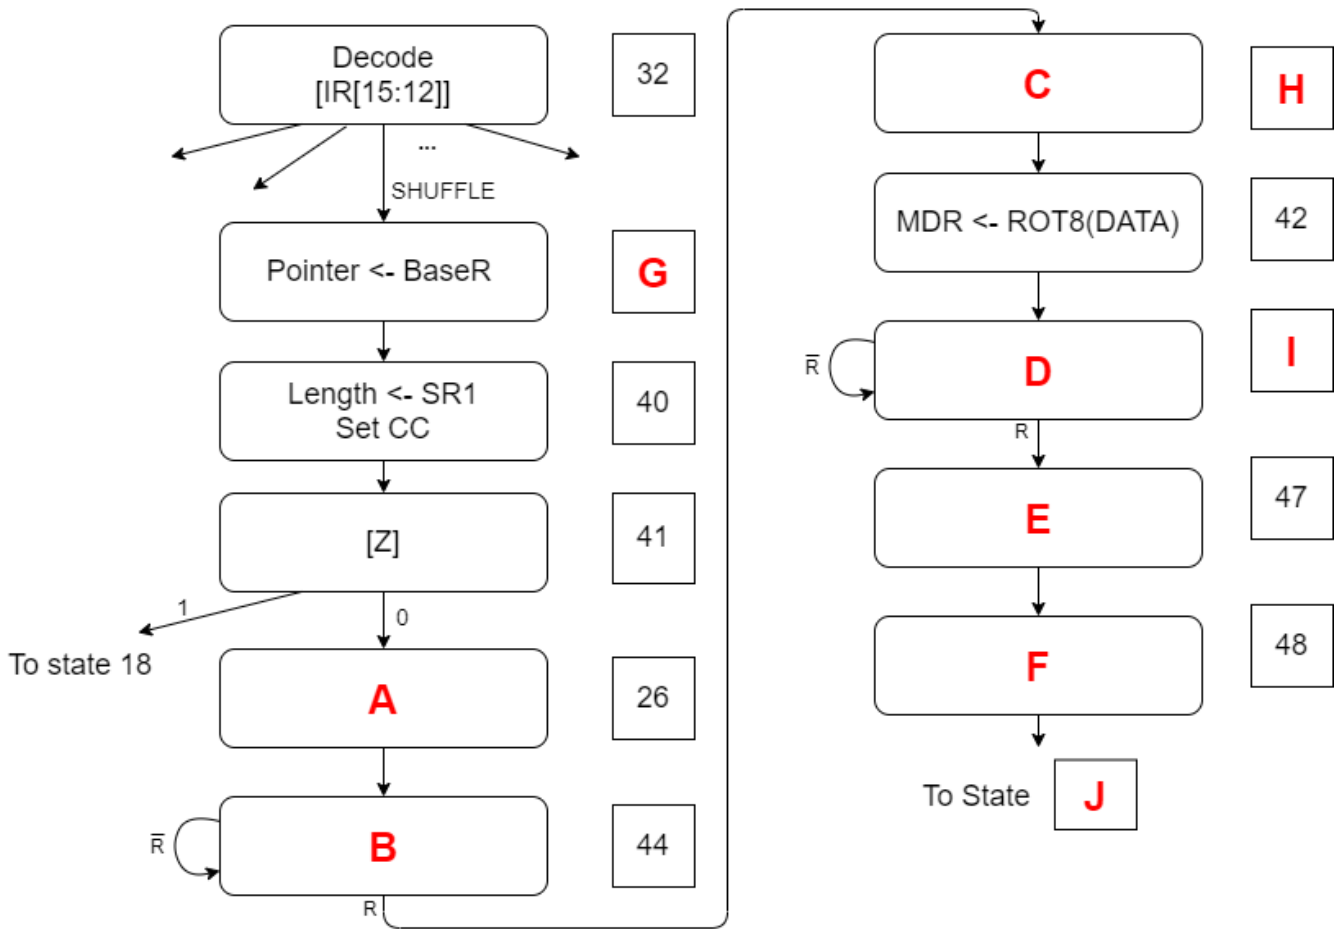 Decode
[IR[15:12]]
32
...
SHUFFLE
Pointer <- BaseR
G
Length <- SR1
Set CC
40
[Z]
41
1
0
To state 18
A
26
R̅
B
44
R
C
H
MDR <- ROT8(DATA)
42
R̅
D
I
R
E
47
F
48
To State
J